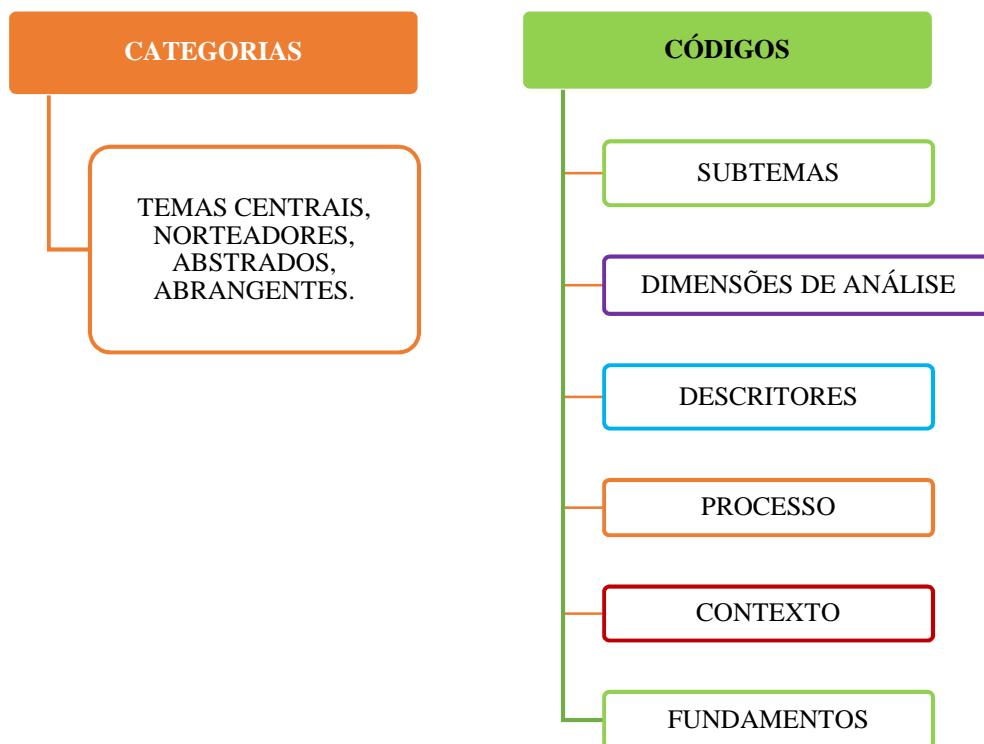 CATEGORIAS
TEMAS CENTRAIS,
NORTEADORES,
ABSTRADOS,
ABRANGENTES.
CÓDIGOS
SUBTEMAS
DIMENSÕES DE ANÁLISE
DESCRITORES
PROCESSO
CONTEXTO
FUNDAMENTOS